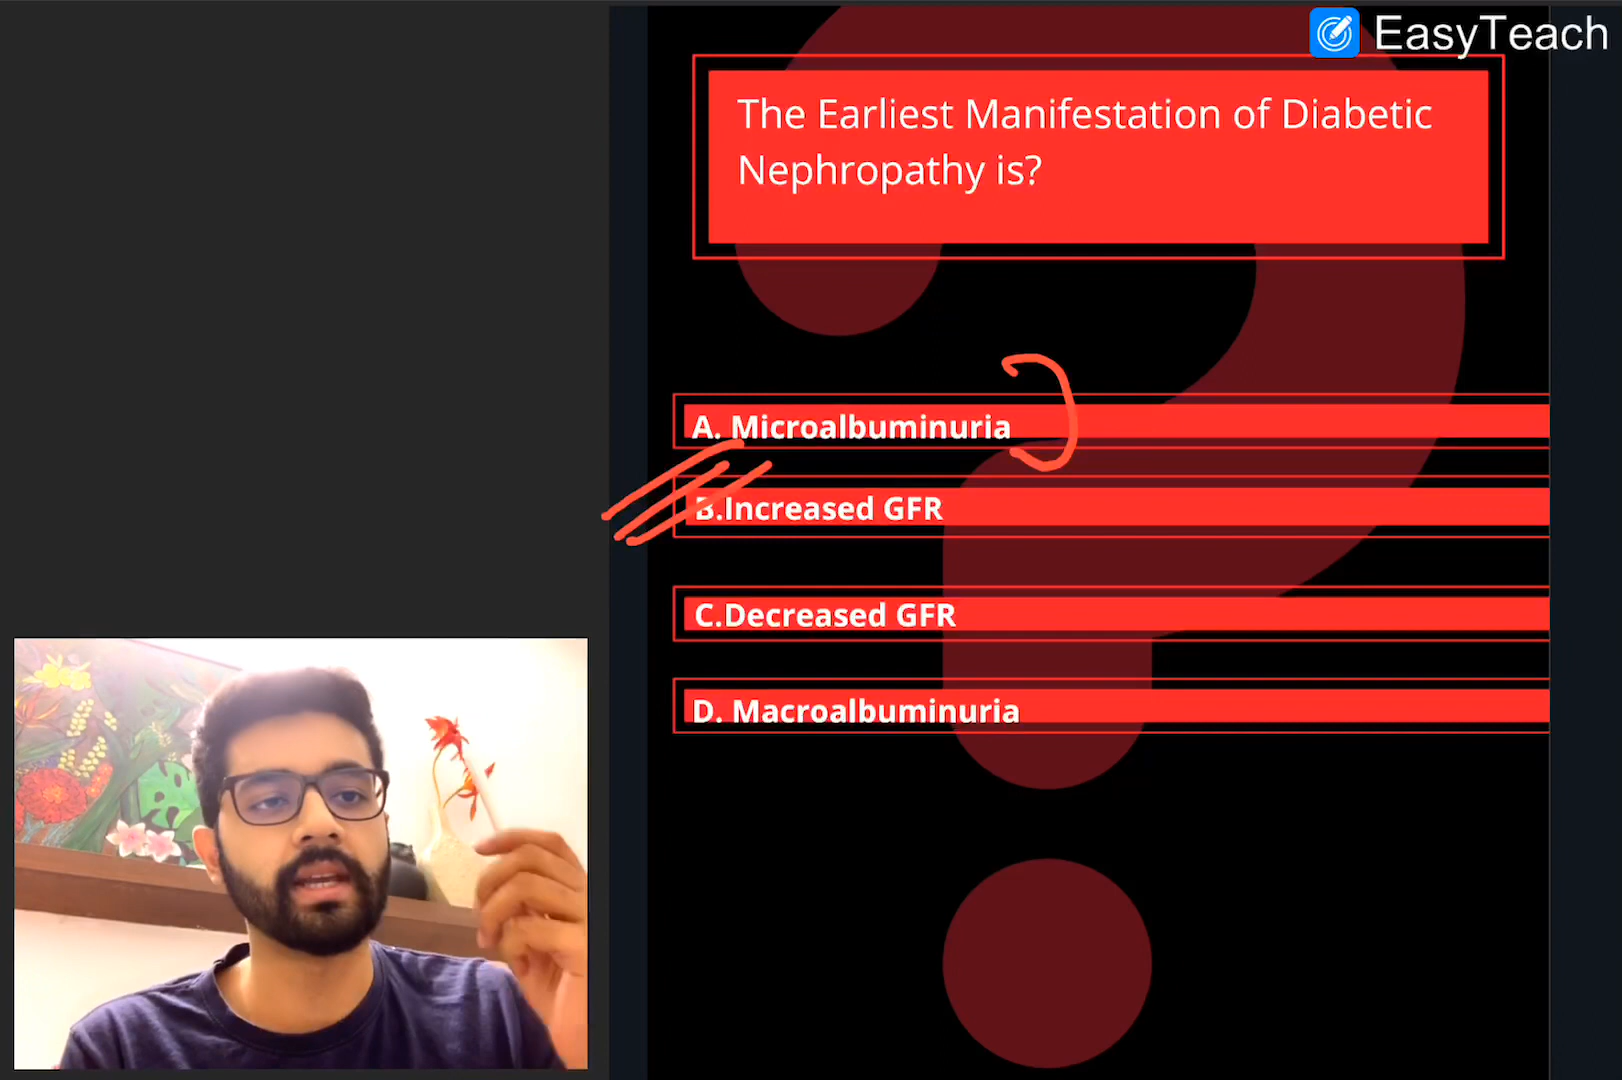 EasyTeach
The Earliest Manifestation of Diabetic
Nephropathy is?
A. Microalbuminuria
B.Increased GFR
C.Decreased GFR
D. Macroalbuminuria